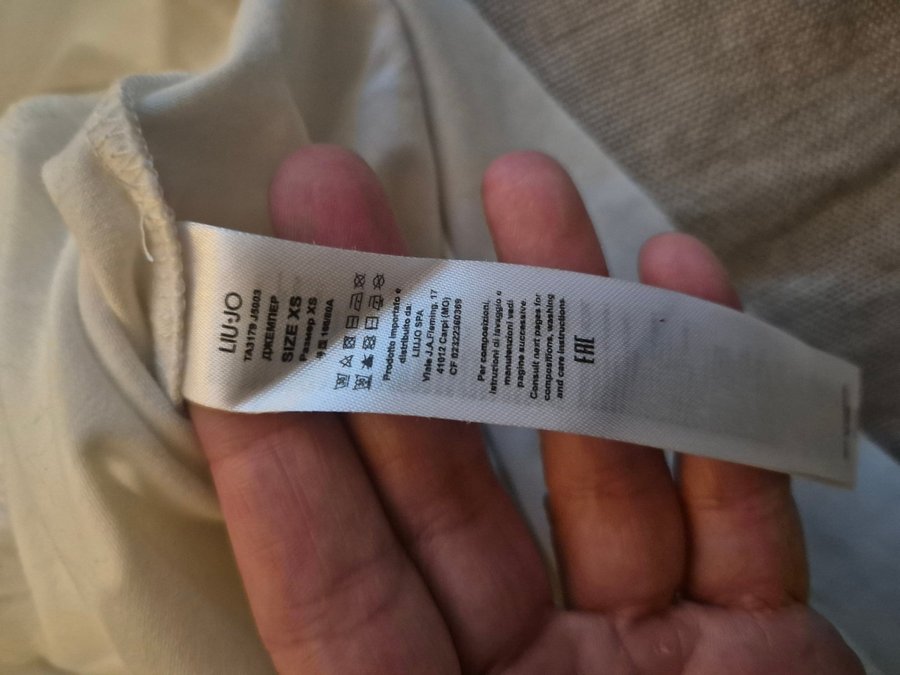 LIU·JO
TA3179 J5003
ДЖЕМПЕР
SIZE XS
Размер XS
Prodotto importato e
distribuito da:
LIUJO SPA
Viale J.A.Fleming, 17
41012 Carpi (MO)
CF 02322360369
Per composizioni,
istruzioni di lavaggio e
manutenzioni vedi
pagine successive.
Consult next pages for
compositions, washing
and care instructions.
EAC